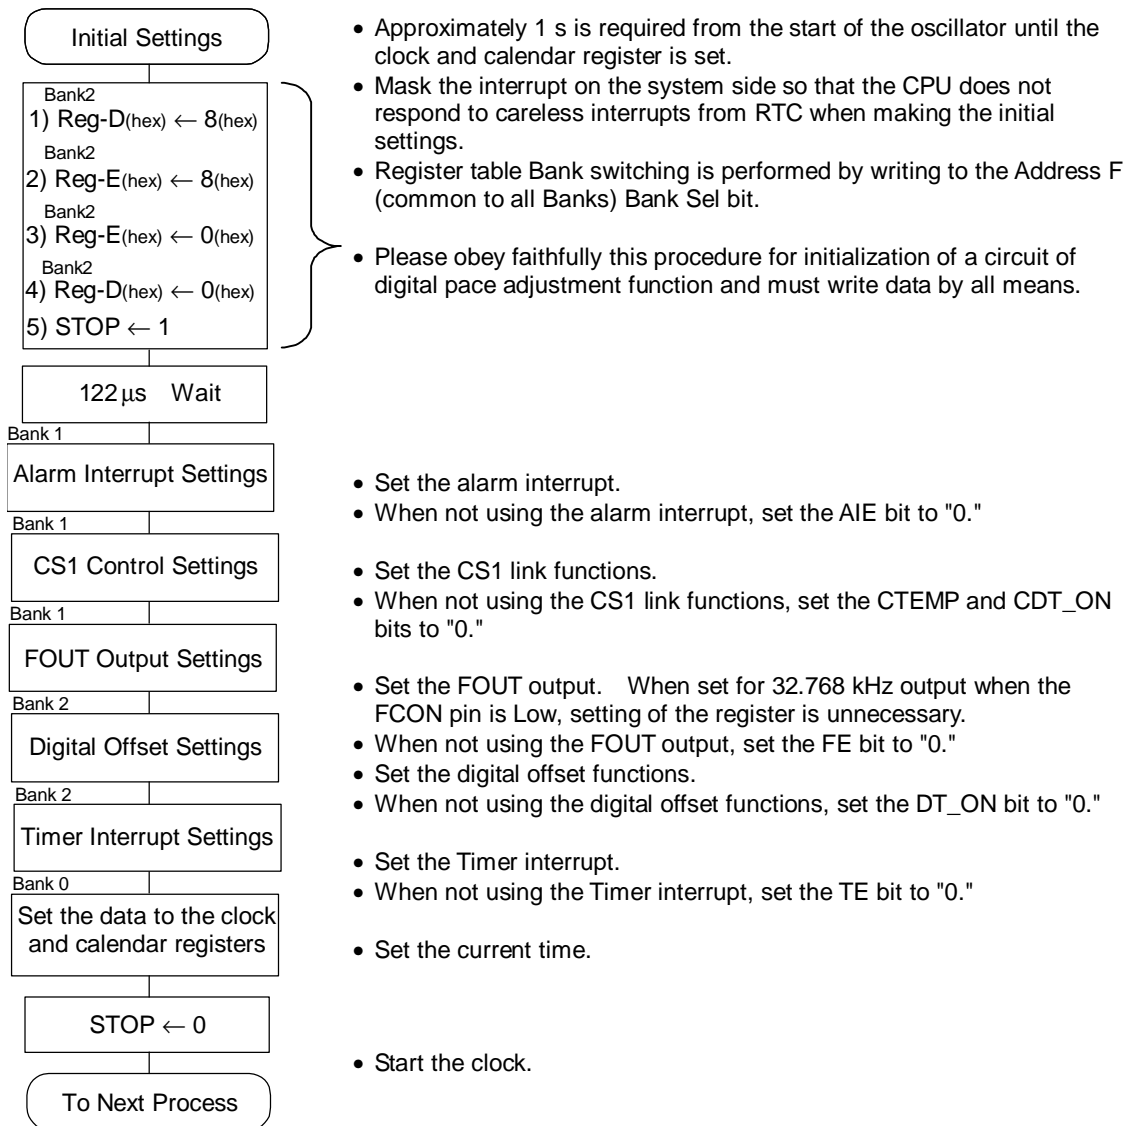 Initial Settings
Bank2
1) Reg-D(hex) ← 8(hex)
Bank2
2) Reg-E(hex) ← 8(hex)
Bank2
3) Reg-E(hex) ← 0(hex)
Bank2
4) Reg-D(hex) ← 0(hex)
5) STOP ← 1
• Approximately 1 s is required from the start of the oscillator until the
clock and calendar register is set.
• Mask the interrupt on the system side so that the CPU does not
respond to careless interrupts from RTC when making the initial
settings.
• Register table Bank switching is performed by writing to the Address F
(common to all Banks) Bank Sel bit.
• Please obey faithfully this procedure for initialization of a circuit of
digital pace adjustment function and must write data by all means.
122 μs Wait
Bank 1
Alarm Interrupt Settings
• Set the alarm interrupt.
• When not using the alarm interrupt, set the AIE bit to "0."
Bank 1
CS1 Control Settings
• Set the CS1 link functions.
• When not using the CS1 link functions, set the CTEMP and CDT_ON
bits to "0."
Bank 1
FOUT Output Settings
• Set the FOUT output. When set for 32.768 kHz output when the
FCON pin is Low, setting of the register is unnecessary.
• When not using the FOUT output, set the FE bit to "0."
Bank 2
Digital Offset Settings
• Set the digital offset functions.
• When not using the digital offset functions, set the DT_ON bit to "0."
Bank 2
Timer Interrupt Settings
• Set the Timer interrupt.
• When not using the Timer interrupt, set the TE bit to "0."
Bank 0
Set the data to the clock
and calendar registers
• Set the current time.
STOP ← 0
• Start the clock.
To Next Process